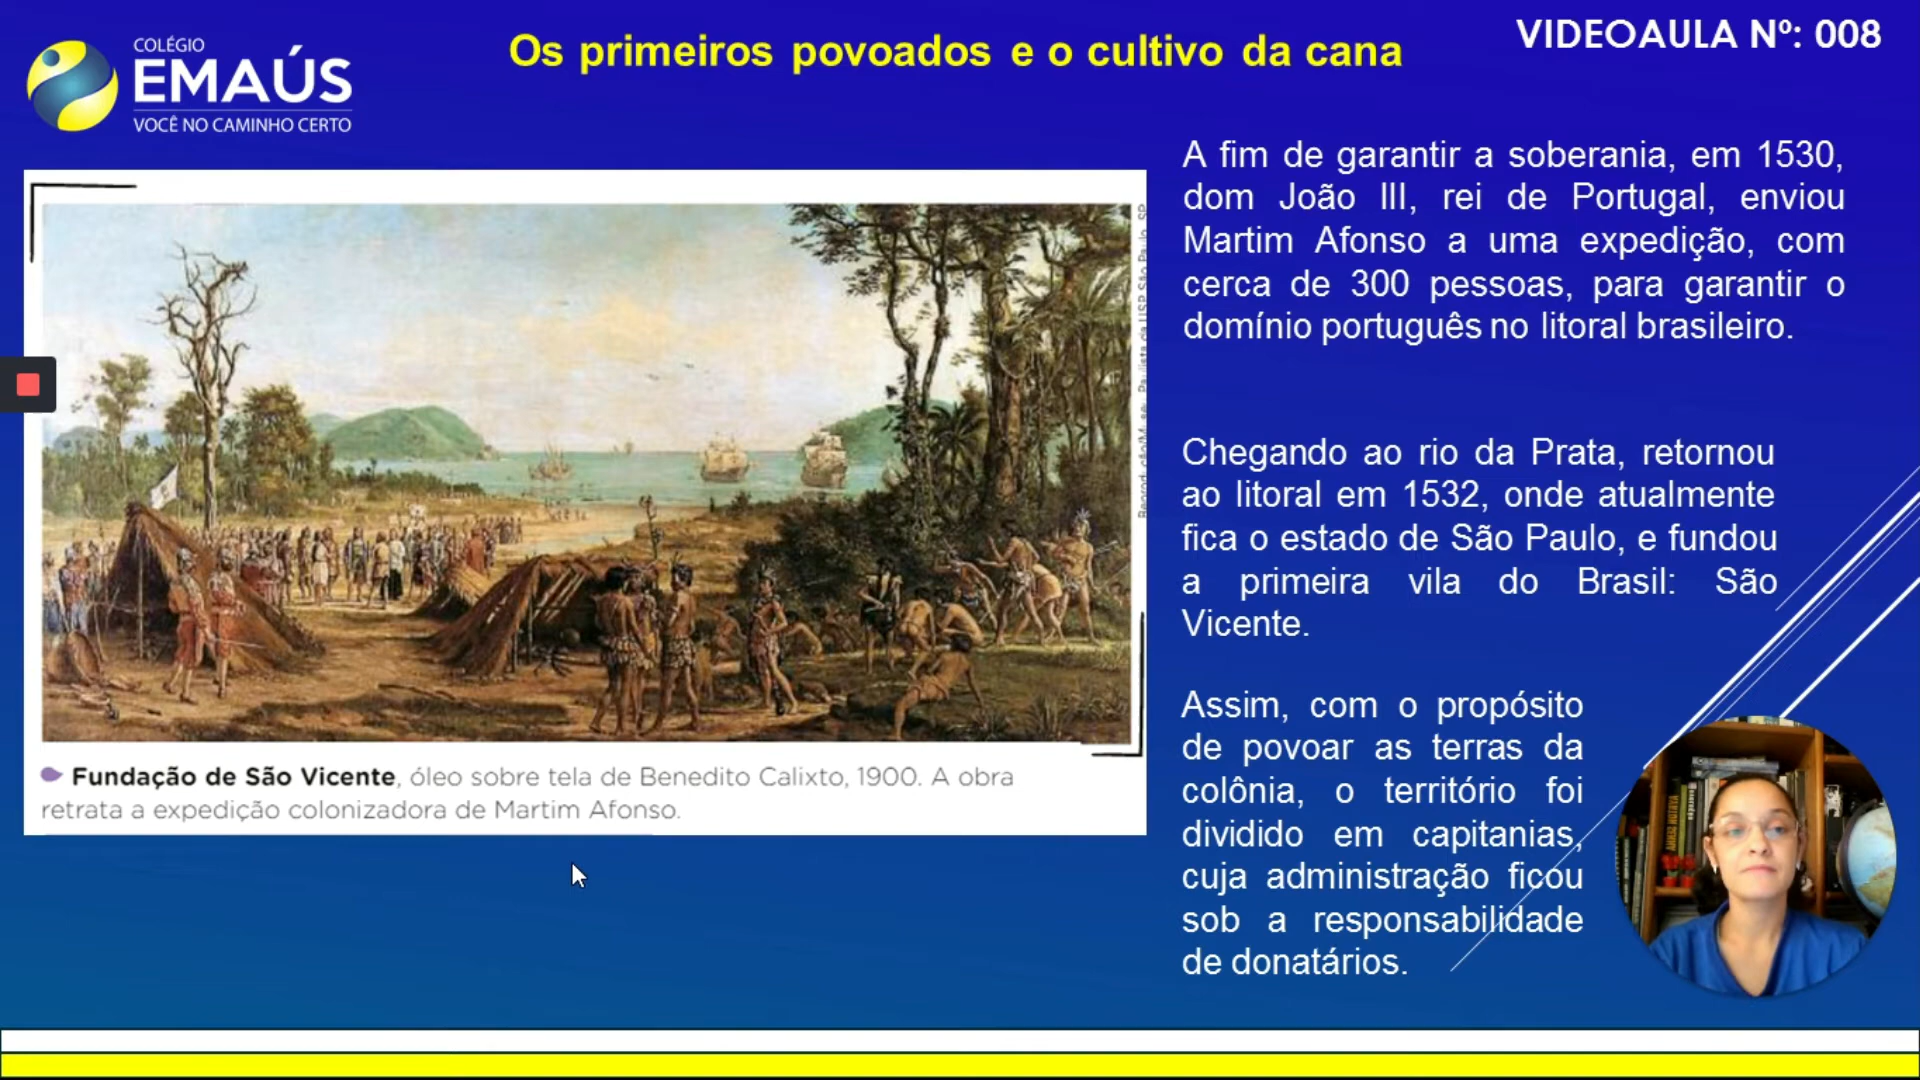 COLÉGIO
EMAÚS
VOCÊ NO CAMINHO CERTO
Os primeiros povoados e o cultivo da cana
VIDEOAULA Nº: 008
A fim de garantir a soberania, em 1530,
dom João III, rei de Portugal, enviou
Martim Afonso a uma expedição, com
cerca de 300 pessoas, para garantir o
domínio português no litoral brasileiro.
Chegando ao rio da Prata, retornou
ao litoral em 1532, onde atualmente
fica o estado de São Paulo, e fundou
a primeira vila do Brasil: São
Vicente.
Assim, com o propósito
de povoar as terras da
colônia, o território foi
dividido em capitanias,
cuja administração ficou
sob a responsabilidade
de donatários.
Fundação de São Vicente, óleo sobre tela de Benedito Calixto, 1900. A obra
retrata a expedição colonizadora de Martim Afonso.